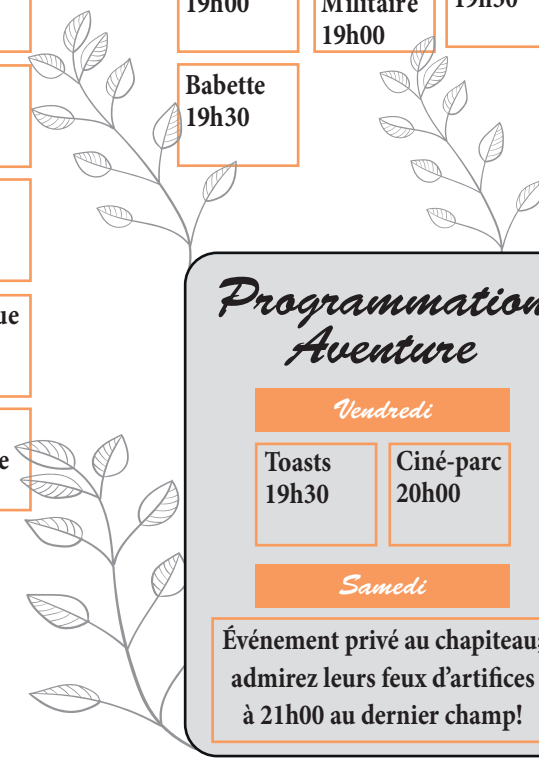 19h00
Militaire
19h00
19h30
Babette
19h30
ue
e
Programmation
Aventure
Vendredi
Toasts
19h30
Ciné-parc
20h00
Samedi
Événement privé au chapiteau;
admirez leurs feux d'artifices
à 21h00 au dernier champ!